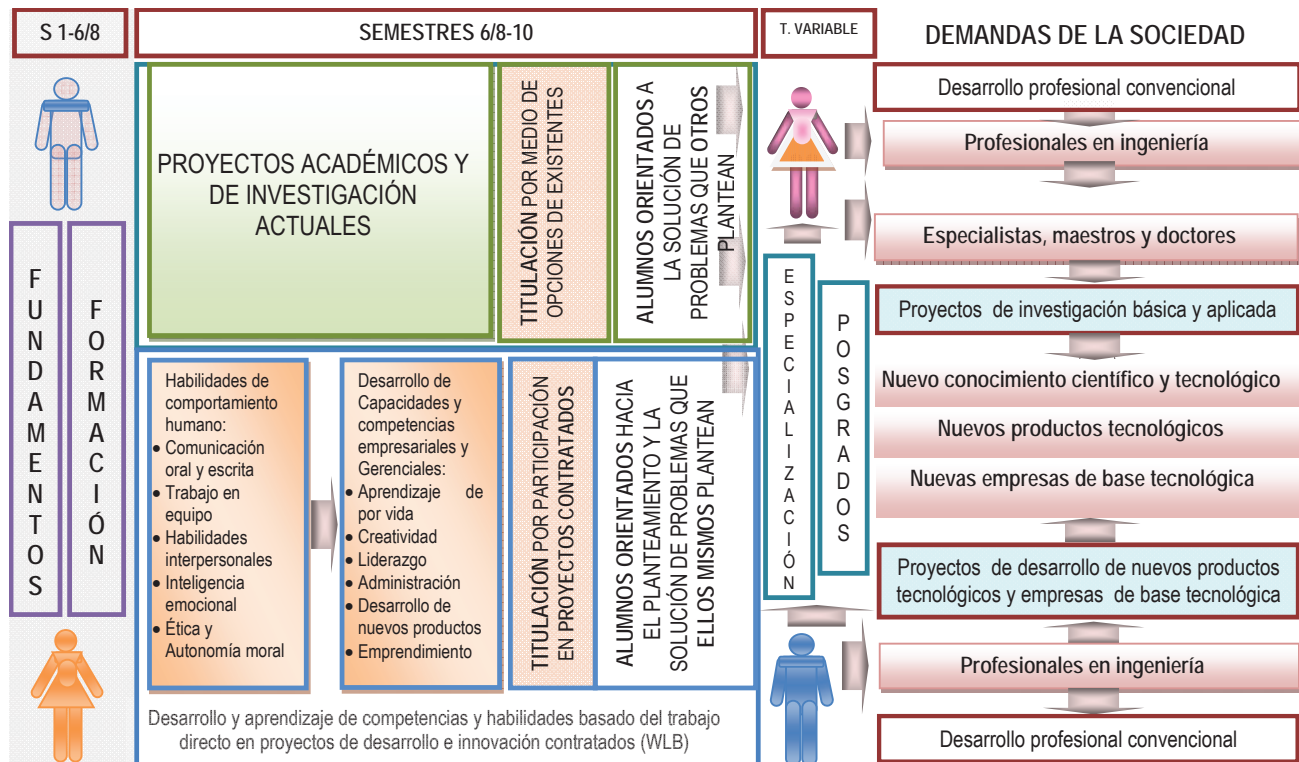 S 1-6/8
SEMESTRES 6/8-10
T. VARIABLE
DEMANDAS DE LA SOCIEDAD
FUNDAMENTOS
FORMACIÓN
PROYECTOS ACADÉMICOS Y
DE INVESTIGACIÓN
ACTUALES
TITULACIÓN POR MEDIO DE
OPCIONES DE EXISTENTES
ALUMNOS ORIENTADOS A
LA SOLUCIÓN DE
PROBLEMAS QUE OTROS
PLANTEAN
Habilidades de
comportamiento
humano:
• Comunicación
oral y escrita
• Trabajo en
equipo
• Habilidades
interpersonales
• Inteligencia
emocional
• Ética y
Autonomía moral
Desarrollo de
Capacidades y
competencias
empresariales y
Gerenciales:
• Aprendizaje de
por vida
• Creatividad
• Liderazgo
• Administración
• Desarrollo de
nuevos productos
• Emprendimiento
TITULACIÓN POR PARTICIPACIÓN
EN PROYECTOS CONTRATADOS
ALUMNOS ORIENTADOS HACIA
EL PLANTEAMIENTO Y LA
SOLUCIÓN DE PROBLEMAS QUE
ELLOS MISMOS PLANTEAN
Desarrollo y aprendizaje de competencias y habilidades basado del trabajo
directo en proyectos de desarrollo e innovación contratados (WLB)
ESPECIALIZACIÓN
POSGRADOS
Desarrollo profesional convencional
Profesionales en ingeniería
Especialistas, maestros y doctores
Proyectos de investigación básica y aplicada
Nuevo conocimiento científico y tecnológico
Nuevos productos tecnológicos
Nuevas empresas de base tecnológica
Proyectos de desarrollo de nuevos productos
tecnológicos y empresas de base tecnológica
Profesionales en ingeniería
Desarrollo profesional convencional